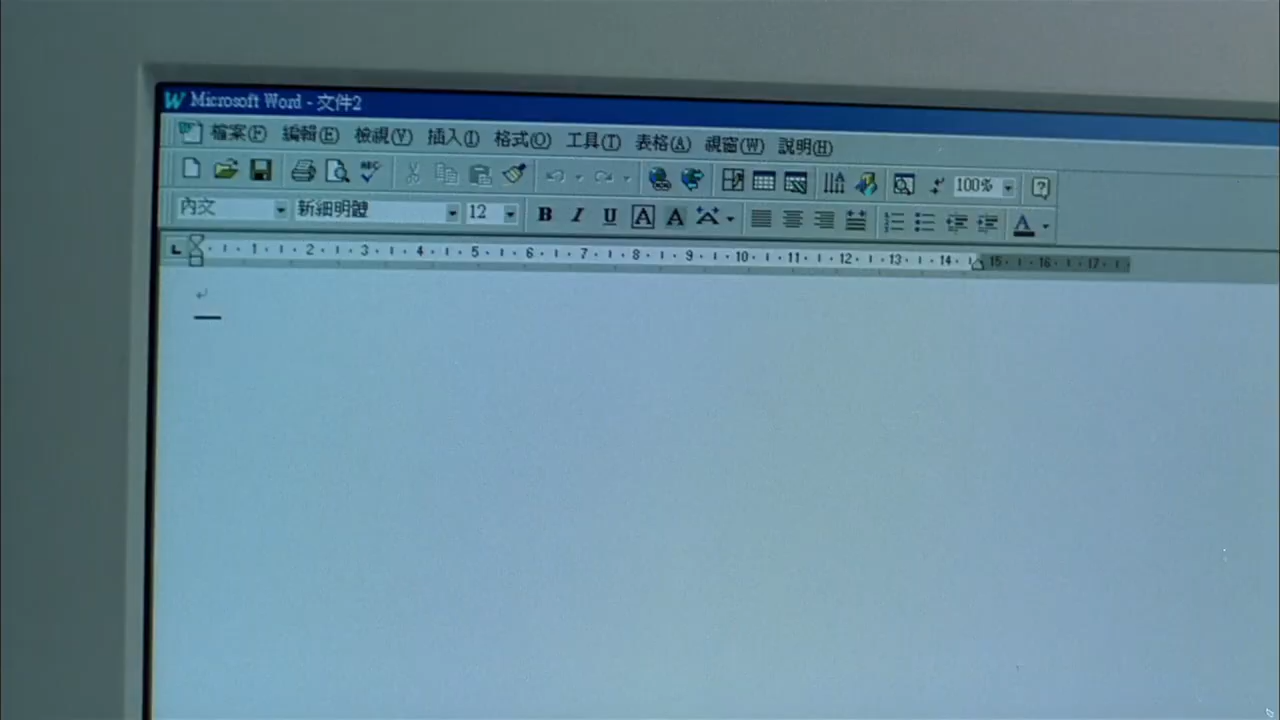 Microsoft Word - 文件2
檔案(F) 編輯(E) 檢視(V) 插入(I) 格式(O) 工具(T) 表格(A) 視窗(W) 說明(H)
ABC 100% ?
內文 新細明體 12 B I U A A A A
1 2 3 4 5 6 7 8 9 10 11 12 13 14 15 16 17